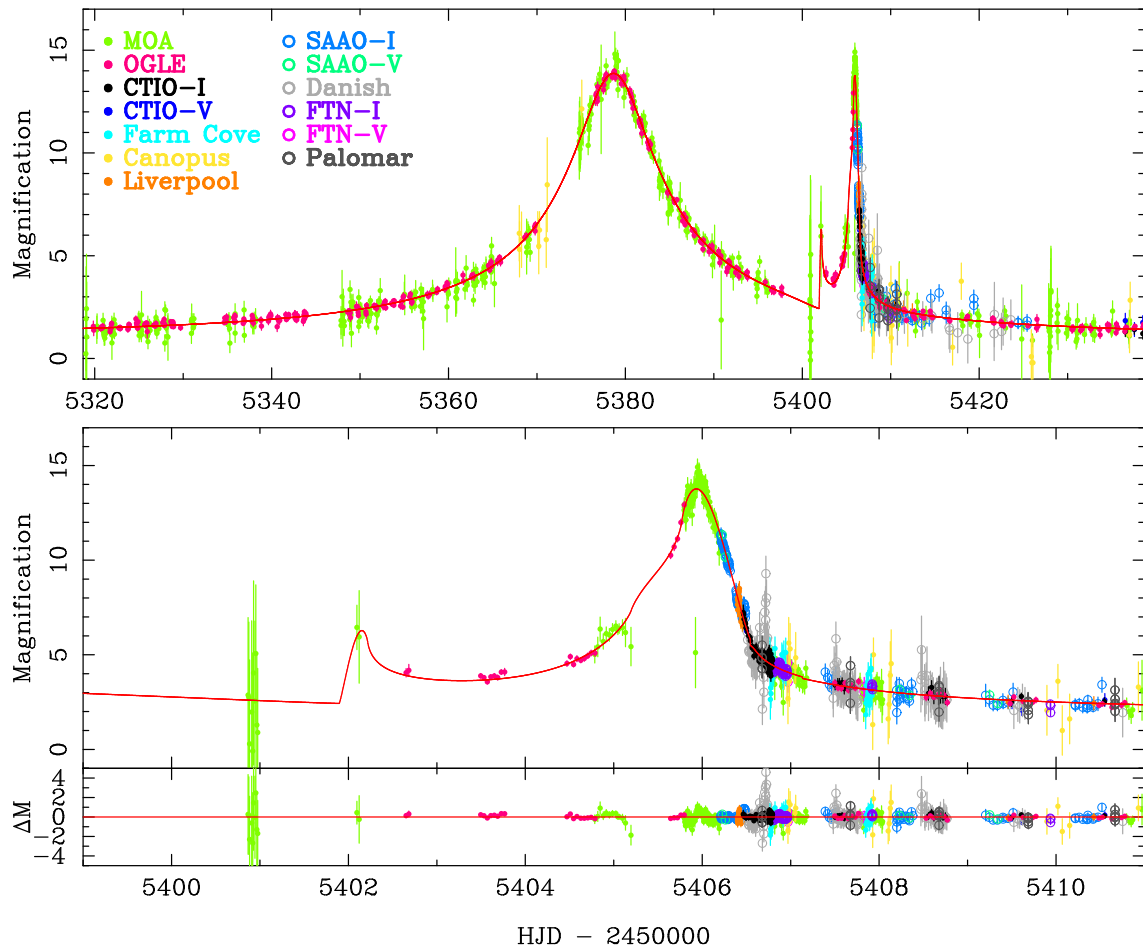 Magnification
15
10
5
0
MOA
OGLE
CTIO−I
CTIO−V
Farm Cove
Canopus
Liverpool
SAAO−I
SAAO−V
Danish
FTN−I
FTN−V
Palomar
5320 5340 5360 5380 5400 5420
Magnification
15
10
5
0
ΔM
4
2
0
−2
−4
5400 5402 5404 5406 5408 5410
HJD − 2450000